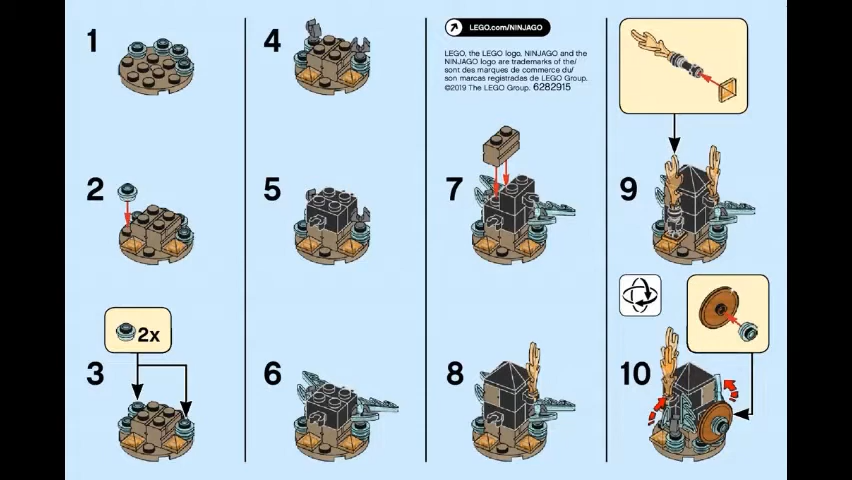 1
2
2x
3
4
5
6
LEGO.com/NINJAGO
LEGO, the LEGO logo, NINJAGO and the
NINJAGO logo are trademarks of the/
sont des marques de commerce du/
son marcas registradas de LEGO Group.
©2019 The LEGO Group. 6282915
7
8
9
10